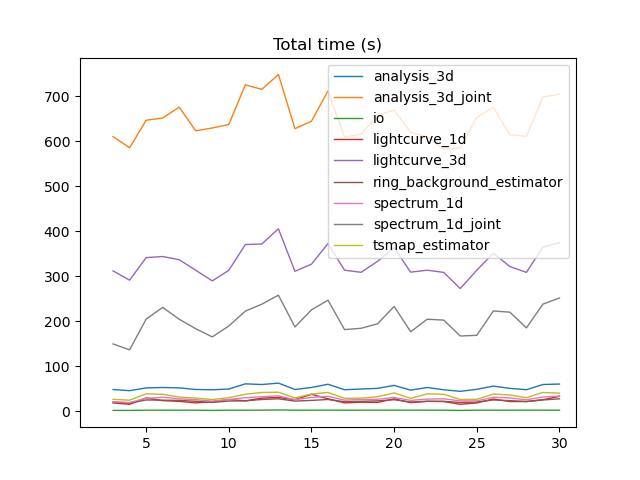 Total time (s)
700
600
500
400
300
200
100
0
5
10
15
20
25
30
analysis_3d
analysis_3d_joint
io
lightcurve_1d
lightcurve_3d
ring_background_estimator
spectrum_1d
spectrum_1d_joint
tsmap_estimator